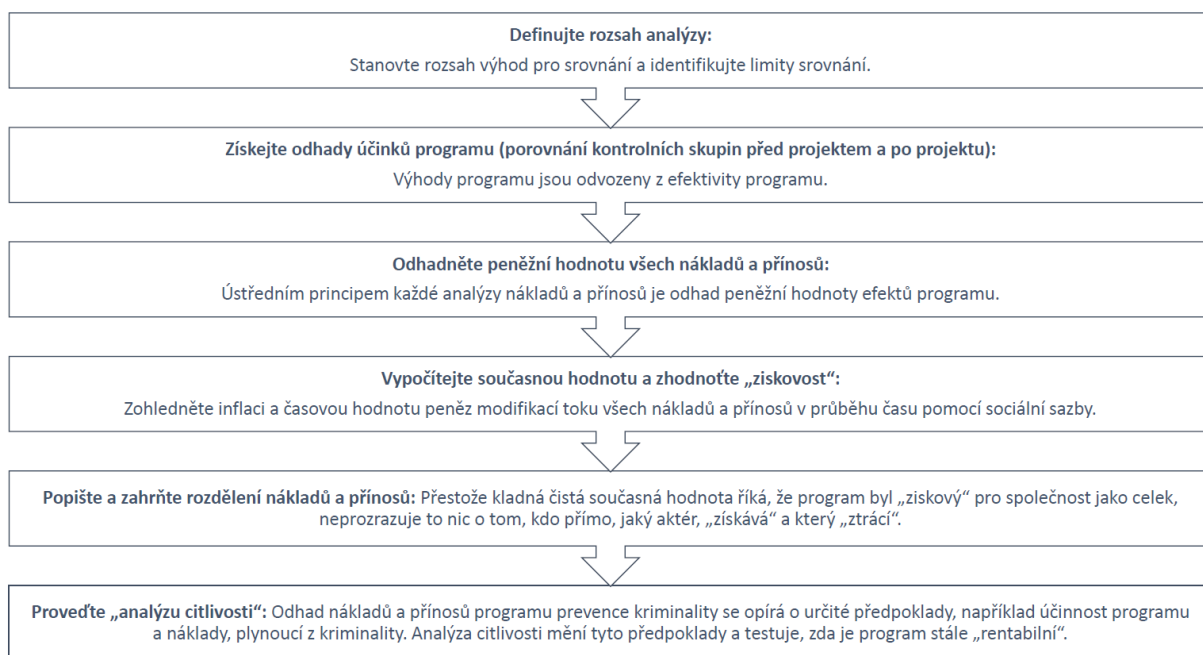 Definujte rozsah analýzy:
Stanovte rozsah výhod pro srovnání a identifikujte limity srovnání.
Získejte odhady účinků programu (porovnání kontrolních skupin před projektem a po projektu):
Výhody programu jsou odvozeny z efektivity programu.
Odhadněte peněžní hodnotu všech nákladů a přínosů:
Ústředním principem každé analýzy nákladů a přínosů je odhad peněžní hodnoty efektů programu.
Vypočítejte současnou hodnotu a zhodnoťte „ziskovost“:
Zohledněte inflaci a časovou hodnotu peněz modifikací toku všech nákladů a přínosů v průběhu času pomocí sociální sazby.
Popište a zahrňte rozdělení nákladů a přínosů: Přestože kladná čistá současná hodnota říká, že program byl „ziskový“ pro společnost jako celek,
neprozrazuje to nic o tom, kdo přímo, jaký aktér, „získává“ a který „ztrácí“.
Proveďte „analýzu citlivosti“: Odhad nákladů a přínosů programu prevence kriminality se opírá o určité předpoklady, například účinnost programu
a náklady, plynoucí z kriminality. Analýza citlivosti mění tyto předpoklady a testuje, zda je program stále „rentabilní“.